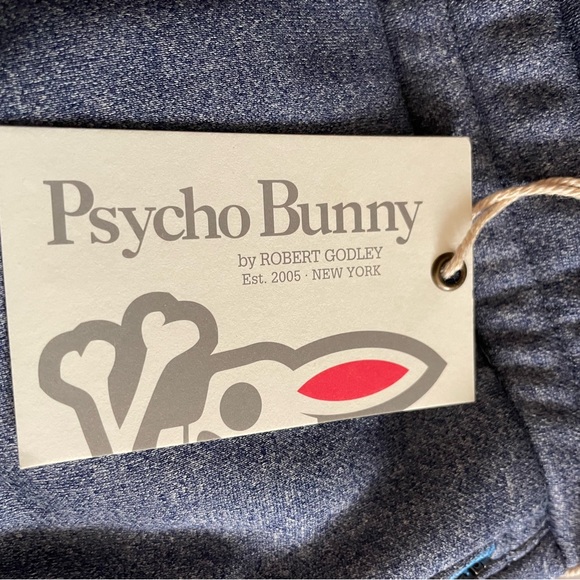 Psycho Bunny
by ROBERT GODLEY
Est. 2005 · NEW YORK